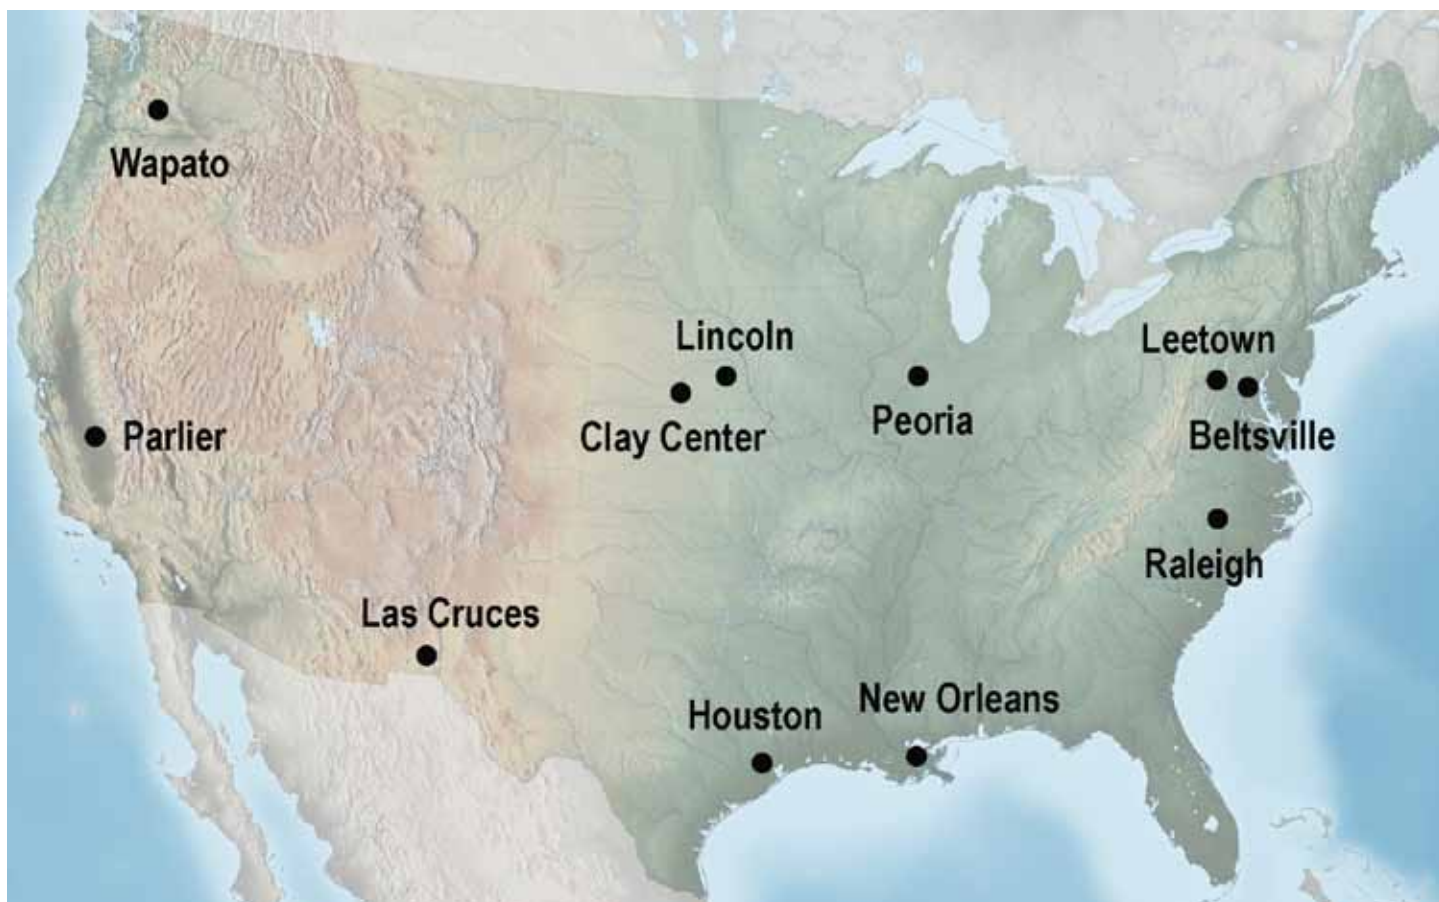 Wapato
Lincoln
Leetown
Parlier
Clay Center
Peoria
Beltsville
Raleigh
Las Cruces
Houston
New Orleans